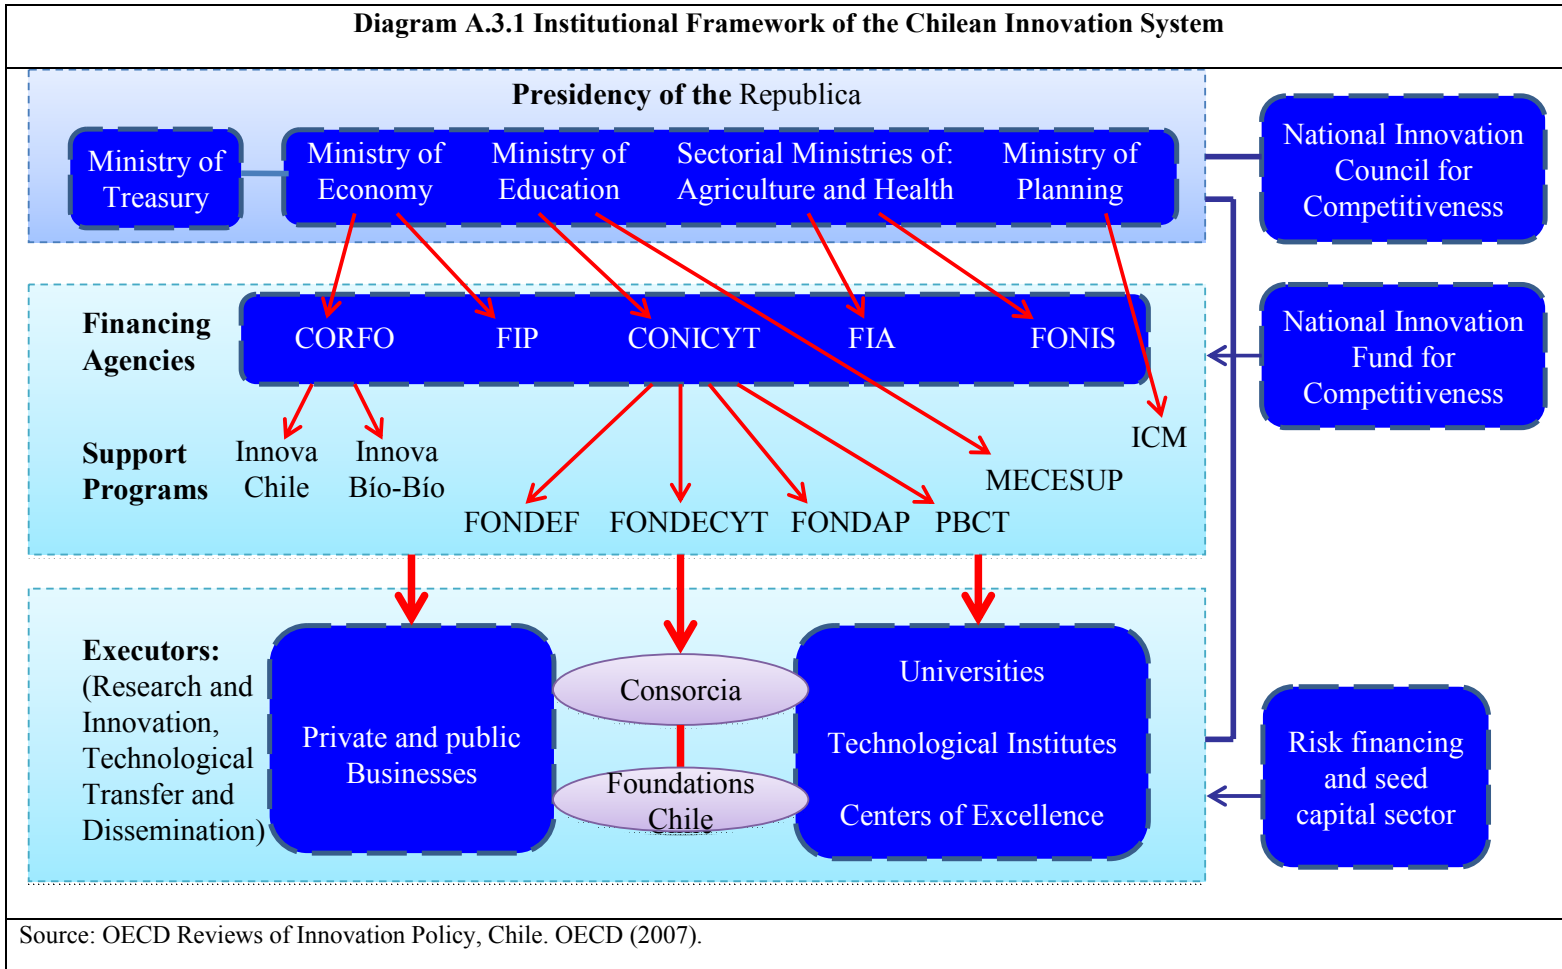 Diagram A.3.1 Institutional Framework of the Chilean Innovation System
Presidency of the Republica
Ministry of
Treasury
Ministry of
Economy
Ministry of
Education
Sectorial Ministries of:
Agriculture and Health
Ministry of
Planning
National Innovation
Council for
Competitiveness
Financing
Agencies
CORFO
FIP
CONICYT
FIA
FONIS
National Innovation
Fund for
Competitiveness
Support
Programs
Innova
Chile
Innova
Bío-Bío
ICM
MECESUP
FONDEF
FONDECYT
FONDAP
PBCT
Executors:
(Research and
Innovation,
Technological
Transfer and
Dissemination)
Private and public
Businesses
Consorcia
Foundations
Chile
Universities
Technological Institutes
Centers of Excellence
Risk financing
and seed
capital sector
Source: OECD Reviews of Innovation Policy, Chile. OECD (2007).